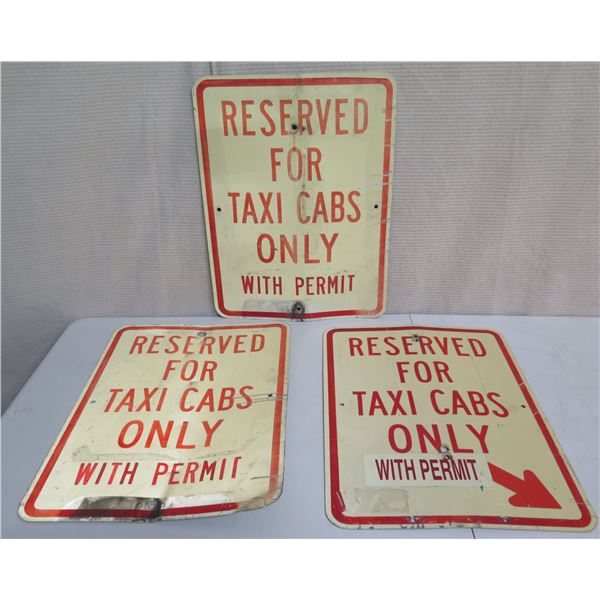 RESERVED
FOR
TAXI CABS
ONLY
WITH PERMIT
RESERVED
FOR
TAXI CABS
ONLY
WITH PERMIT
RESERVED
FOR
TAXI CABS
ONLY
WITH PERMIT